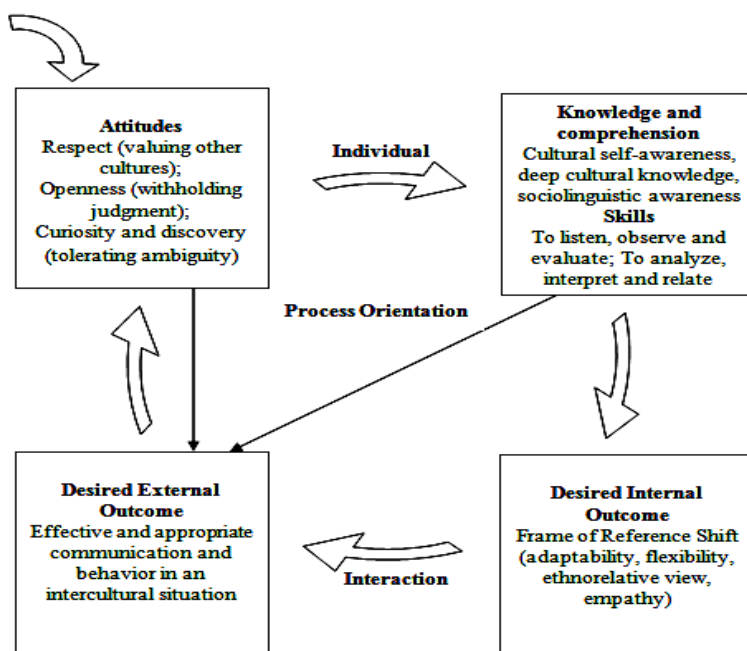 Attitudes
Respect (valuing other
cultures);
Openness (withholding
judgment);
Curiosity and discovery
(tolerating ambiguity)
Individual
Knowledge and
comprehension
Cultural self-awareness,
deep cultural knowledge,
sociolinguistic awareness
Skills
To listen, observe and
evaluate; To analyze,
interpret and relate
Process Orientation
Desired External
Outcome
Effective and appropriate
communication and
behavior in an
intercultural situation
Interaction
Desired Internal
Outcome
Frame of Reference Shift
(adaptability, flexibility,
ethnorelative view,
empathy)